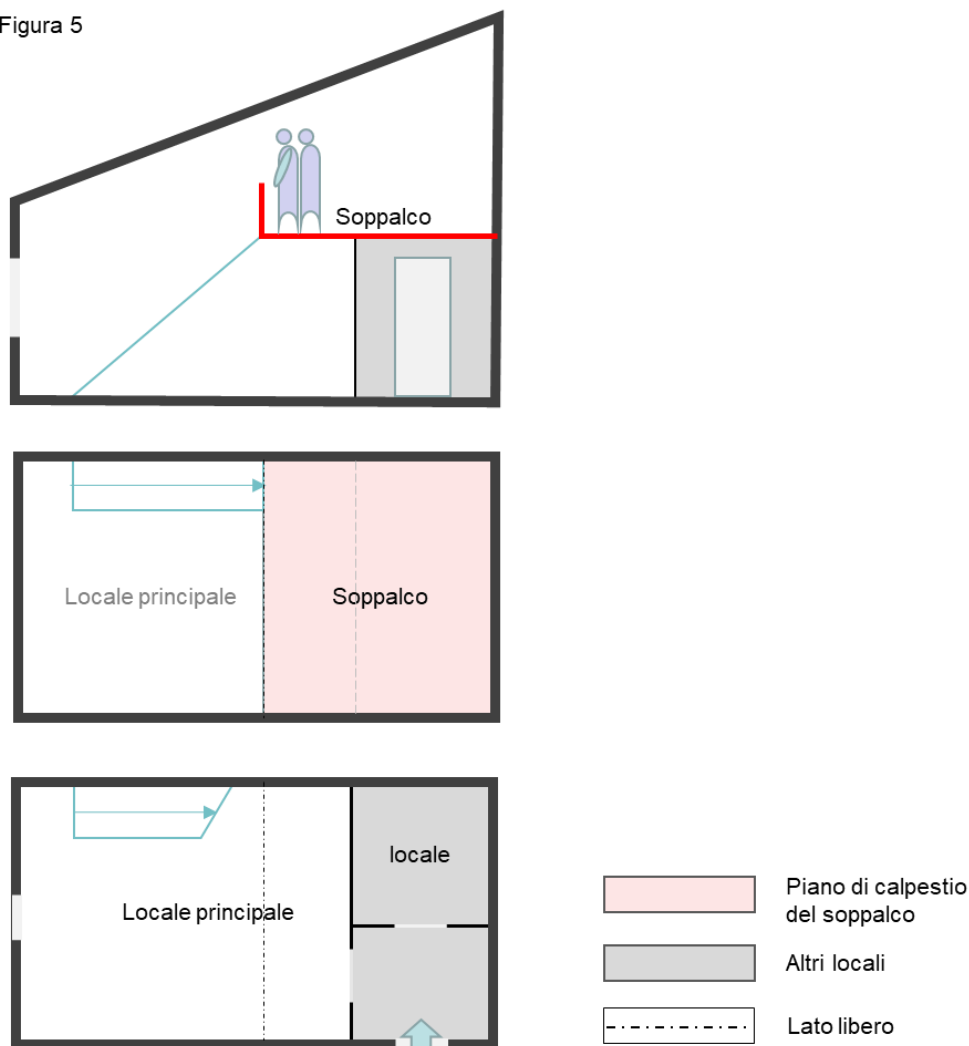 Figura 5
Soppalco
Locale principale
Soppalco
locale
Locale principale
Piano di calpestio
del soppalco
Altri locali
Lato libero